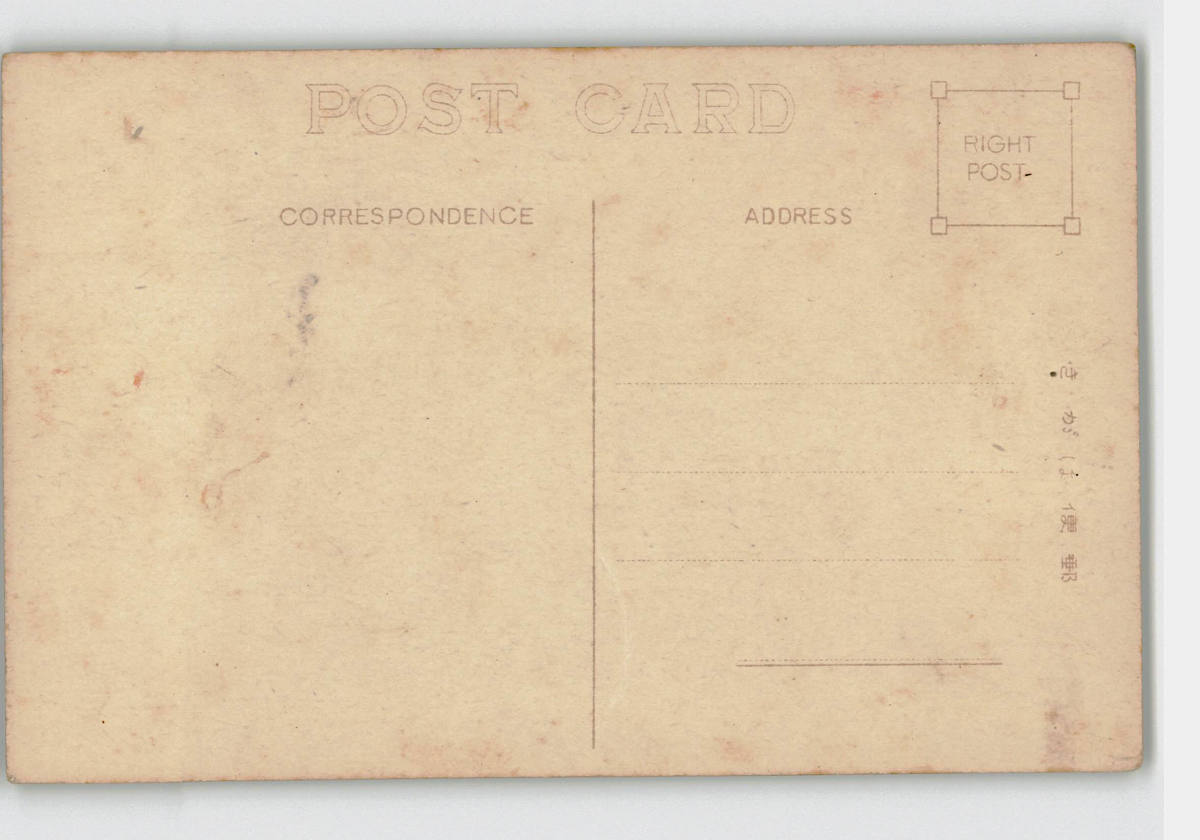 POST CARD
CORRESPONDENCE
ADDRESS
RIGHT
POST
郵便はがき